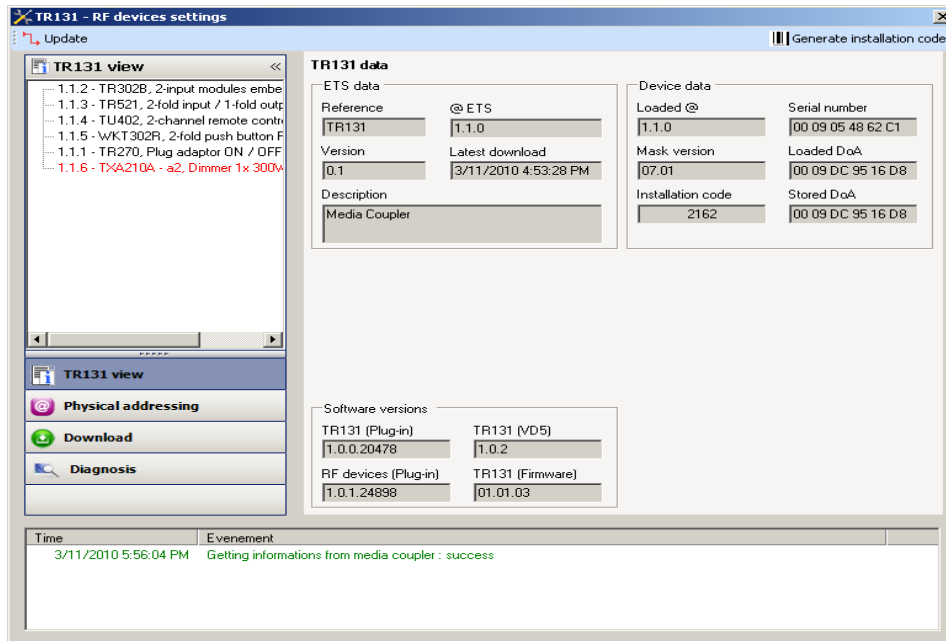 TR131 - RF devices settings
Update
Generate installation code
TR131 view
1.1.2 - TR302B, 2-input modules embe
1.1.3 - TR521, 2-fold input / 1-fold outp
1.1.4 - TU402, 2-channel remote contr
1.1.5 - WKT302R, 2-fold push button F
1.1.1 - TR270, Plug adaptor ON / OFF
1.1.6 - TXA210A - a2, Dimmer 1x 300W
TR131 view
Physical addressing
Download
Diagnosis
TR131 data
ETS data
Reference @ ETS
TR131 1.1.0
Version Latest download
0.1 3/11/2010 4:53:28 PM
Description
Media Coupler
Device data
Loaded @ Serial number
1.1.0 00 09 05 48 62 C1
Mask version Loaded DoA
07.01 00 09 DC 95 16 D8
Installation code Stored DoA
2162 00 09 DC 95 16 D8
Software versions
TR131 (Plug-in) TR131 (VD5)
1.0.0.20478 1.0.2
RF devices (Plug-in) TR131 (Firmware)
1.0.1.24898 01.01.03
Time Evenement
3/11/2010 5:56:04 PM Getting informations from media coupler : success